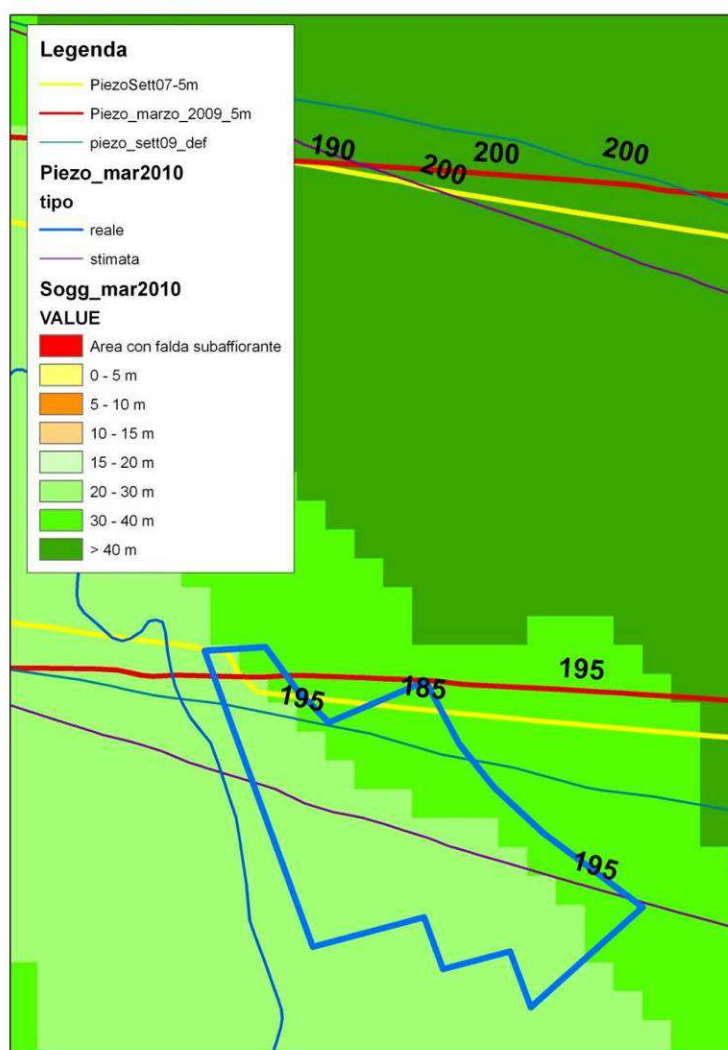 Legenda
PiezoSett07-5m
Piezo_marzo_2009_5m
piezo_sett09_def
Piezo_mar2010
tipo
reale
stimata
Sogg_mar2010
VALUE
Area con falda subaffiorante
0 - 5 m
5 - 10 m
10 - 15 m
15 - 20 m
20 - 30 m
30 - 40 m
> 40 m
190
200
200
200
195
185
195
195